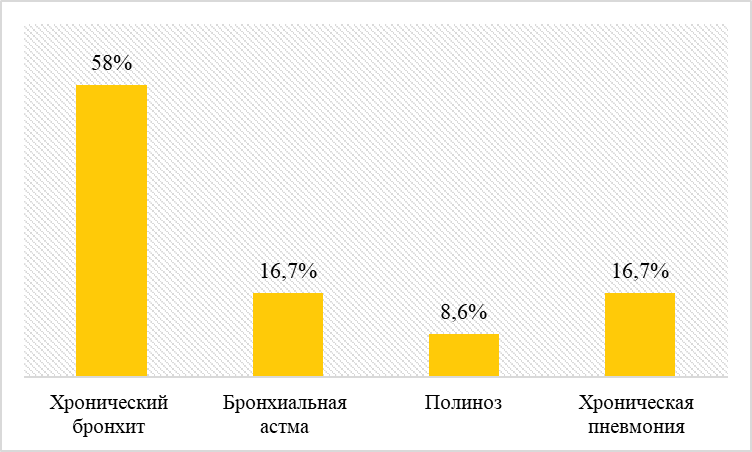 58%
16,7%
8,6%
16,7%
Хронический
бронхит
Бронхиальная
астма
Полиноз
Хроническая
пневмония